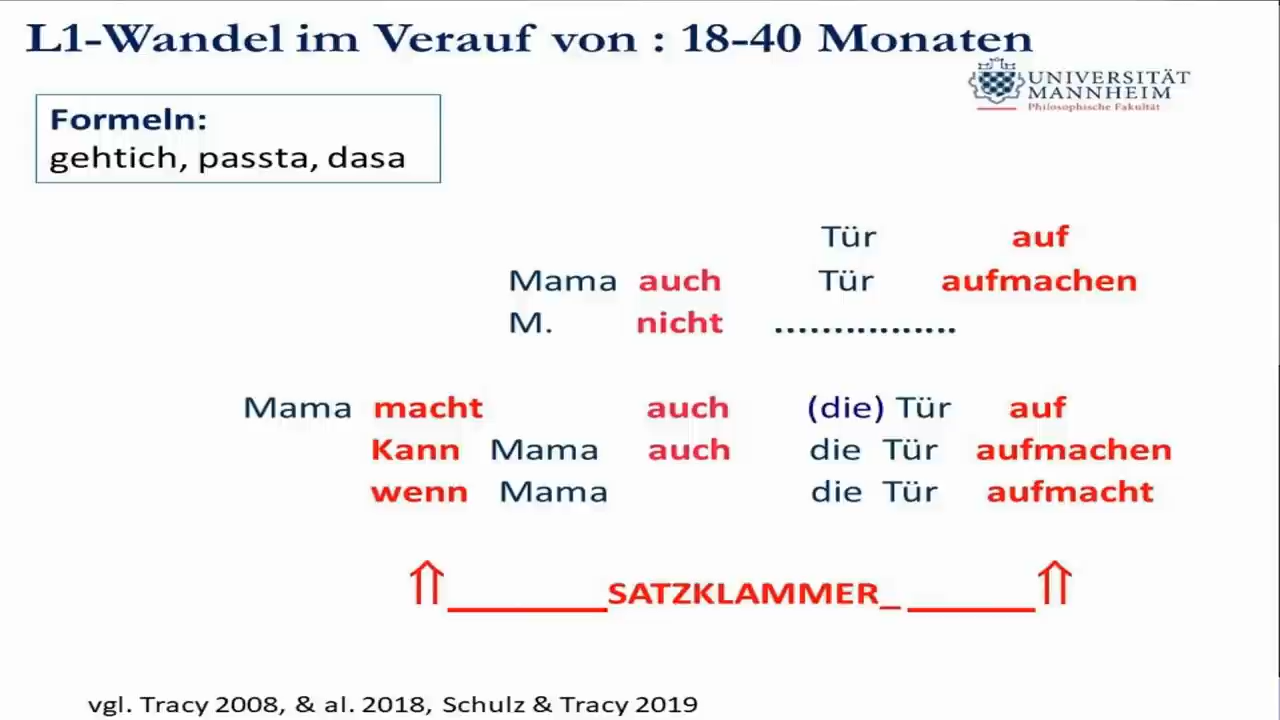 L1-Wandel im Verauf von : 18-40 Monaten
UNIVERSITÄT
MANNHEIM
Philosophische Fakultät
Formeln:
gehtich, passta, dasa
Tür auf
Mama auch Tür aufmachen
M. nicht ................
Mama macht auch (die) Tür auf
Kann Mama auch die Tür aufmachen
wenn Mama die Tür aufmacht
⇑_________SATZKLAMMER_ _______⇑
vgl. Tracy 2008, & al. 2018, Schulz & Tracy 2019